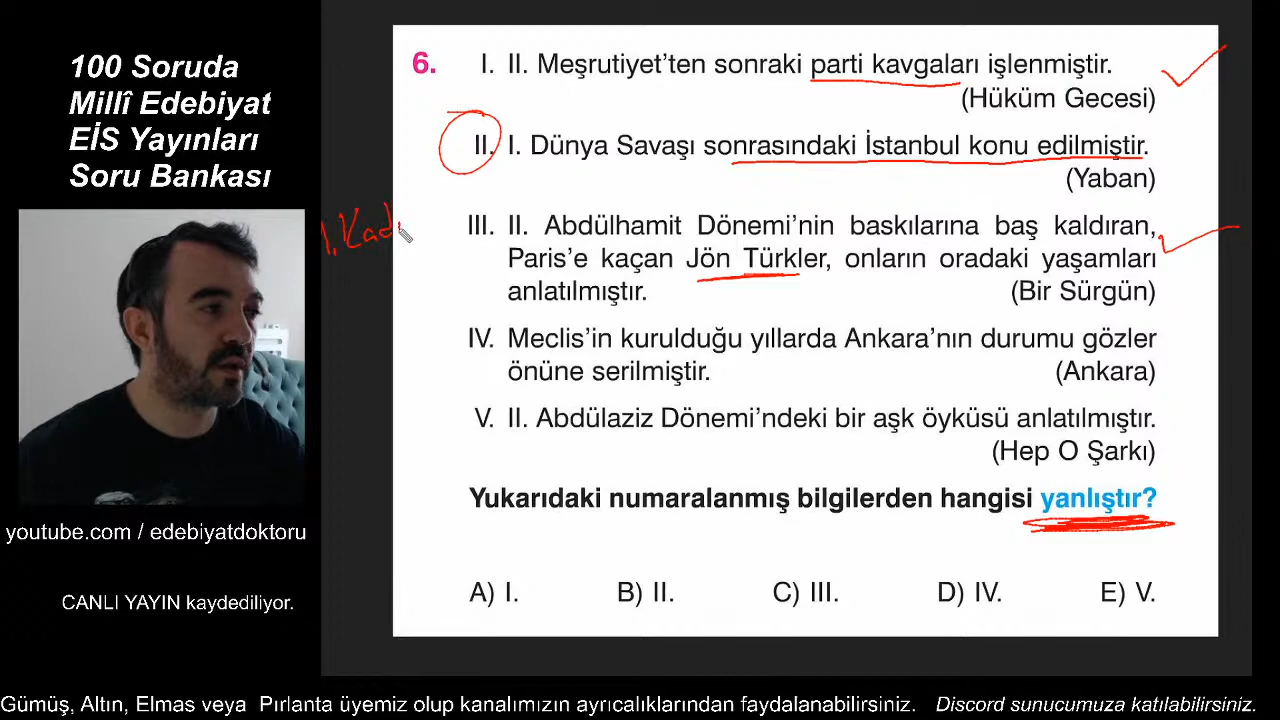 100 Soruda
Millî Edebiyat
EİS Yayınları
Soru Bankası
youtube.com / edebiyatdoktoru
CANLI YAYIN kaydediliyor.
6. I. II. Meşrutiyet'ten sonraki parti kavgaları işlenmiştir.
(Hüküm Gecesi)
II. I. Dünya Savaşı sonrasındaki İstanbul konu edilmiştir.
(Yaban)
1. Kad
III. II. Abdülhamit Dönemi'nin baskılarına baş kaldıran,
Paris'e kaçan Jön Türkler, onların oradaki yaşamları
anlatılmıştır. (Bir Sürgün)
IV. Meclis'in kurulduğu yıllarda Ankara'nın durumu gözler
önüne serilmiştir. (Ankara)
V. II. Abdülaziz Dönemi'ndeki bir aşk öyküsü anlatılmıştır.
(Hep O Şarkı)
Yukarıdaki numaralanmış bilgilerden hangisi yanlıştır?
A) I. B) II. C) III. D) IV. E) V.
Gümüş, Altın, Elmas veya Pırlanta üyemiz olup kanalımızın ayrıcalıklarından faydalanabilirsiniz. Discord sunucumuza katılabilirsiniz.